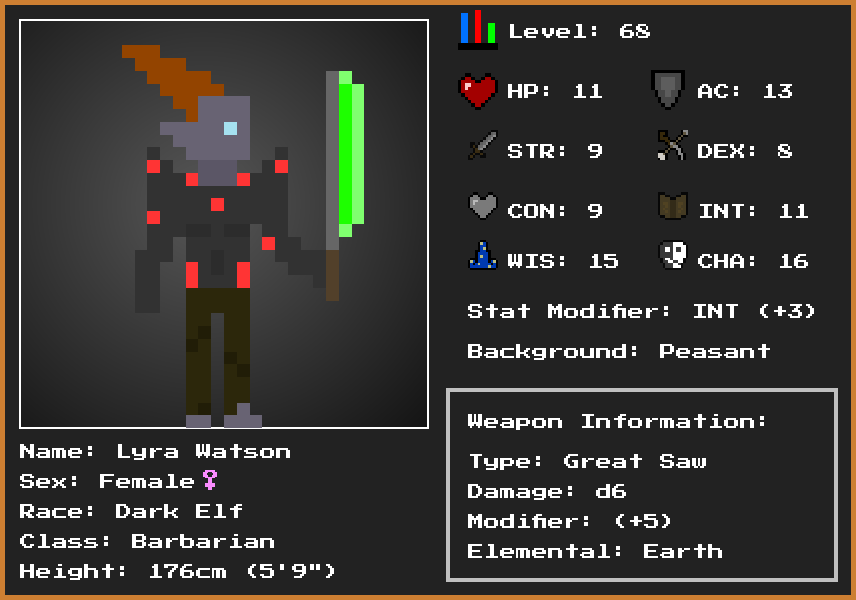 Level: 68
HP: 11 AC: 13
STR: 9 DEX: 8
CON: 9 INT: 11
WIS: 15 CHA: 16
Stat Modifier: INT (+3)
Background: Peasant
Weapon Information:
Type: Great Saw
Damage: d6
Modifier: (+5)
Elemental: Earth
Name: Lyra Watson
Sex: Female♀
Race: Dark Elf
Class: Barbarian
Height: 176cm (5'9")